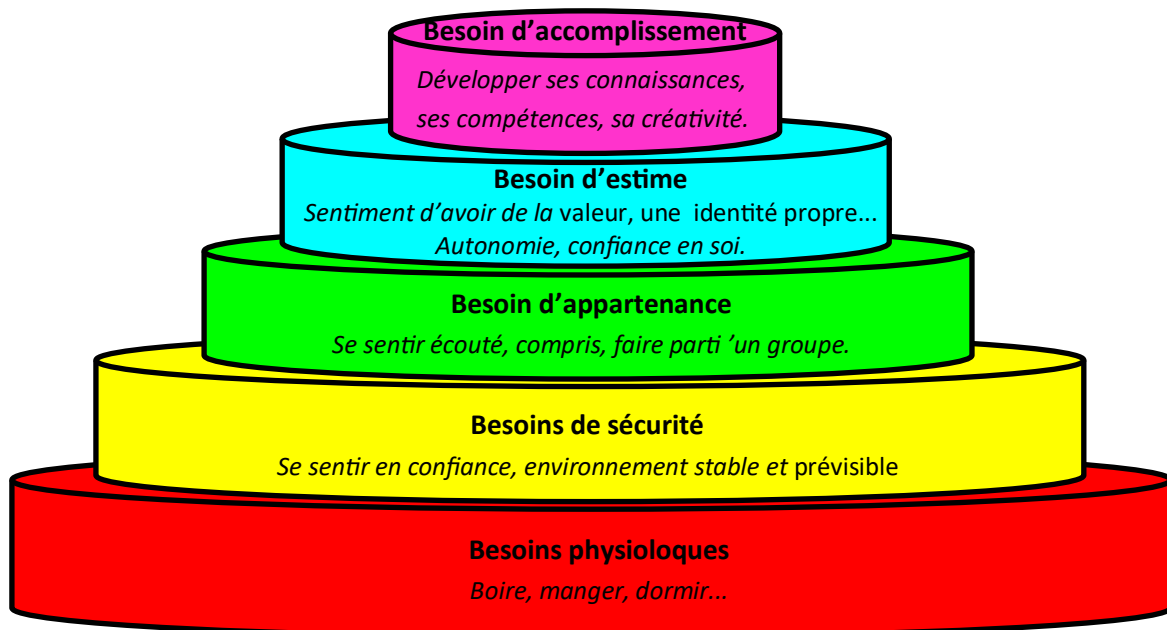 Besoin d’accomplissement
Développer ses connaissances,
ses compétences, sa créativité.
Besoin d’estime
Sentiment d’avoir de la valeur, une identité propre...
Autonomie, confiance en soi.
Besoin d’appartenance
Se sentir écouté, compris, faire parti ’un groupe.
Besoins de sécurité
Se sentir en confiance, environnement stable et prévisible
Besoins physioloques
Boire, manger, dormir...